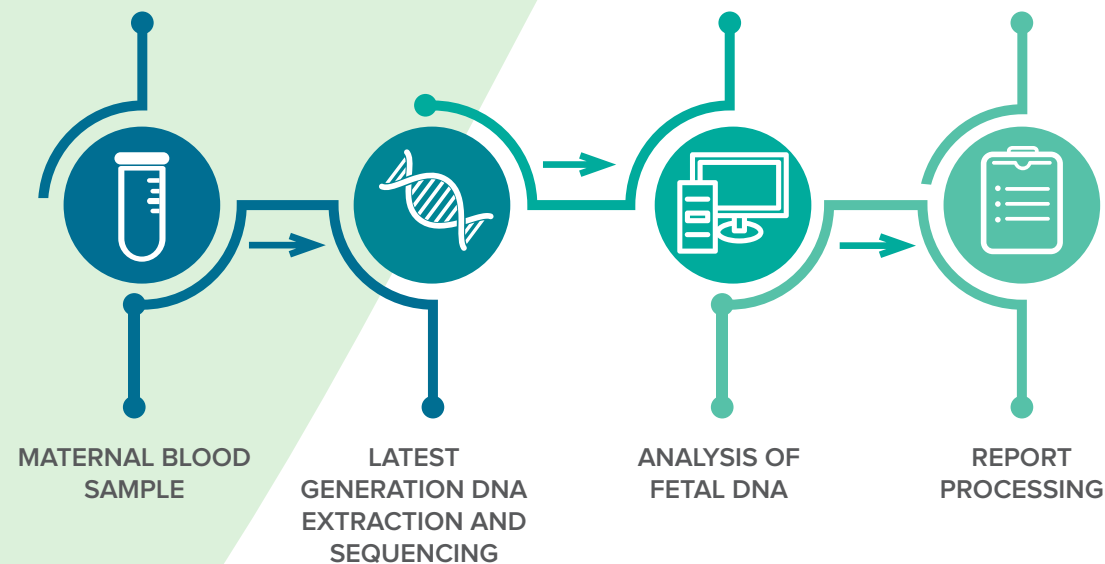 MATERNAL BLOOD
SAMPLE
LATEST
GENERATION DNA
EXTRACTION AND
SEQUENCING
ANALYSIS OF
FETAL DNA
REPORT
PROCESSING